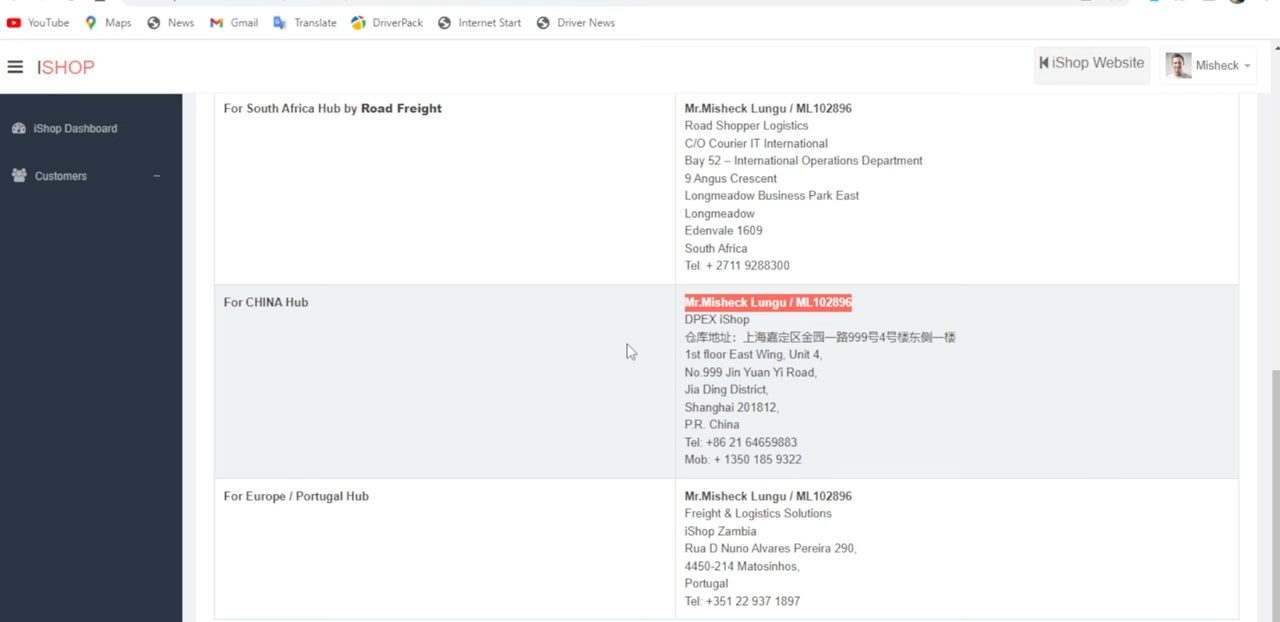 YouTube Maps News Gmail Translate DriverPack Internet Start Driver News
ISHOP iShop Website Misheck
iShop Dashboard
Customers
For South Africa Hub by Road Freight
Mr.Misheck Lungu / ML102896
Road Shopper Logistics
C/O Courier IT International
Bay 52 – International Operations Department
9 Angus Crescent
Longmeadow Business Park East
Longmeadow
Edenvale 1609
South Africa
Tel. + 2711 9288300
For CHINA Hub
Mr.Misheck Lungu / ML102896
DPEX iShop
仓库地址：上海嘉定区金园一路999号4号楼东侧一楼
1st floor East Wing, Unit 4,
No.999 Jin Yuan Yi Road,
Jia Ding District,
Shanghai 201812,
P.R. China
Tel: +86 21 64659883
Mob: + 1350 185 9322
For Europe / Portugal Hub
Mr.Misheck Lungu / ML102896
Freight & Logistics Solutions
iShop Zambia
Rua D Nuno Alvares Pereira 290,
4450-214 Matosinhos,
Portugal
Tel: +351 22 937 1897